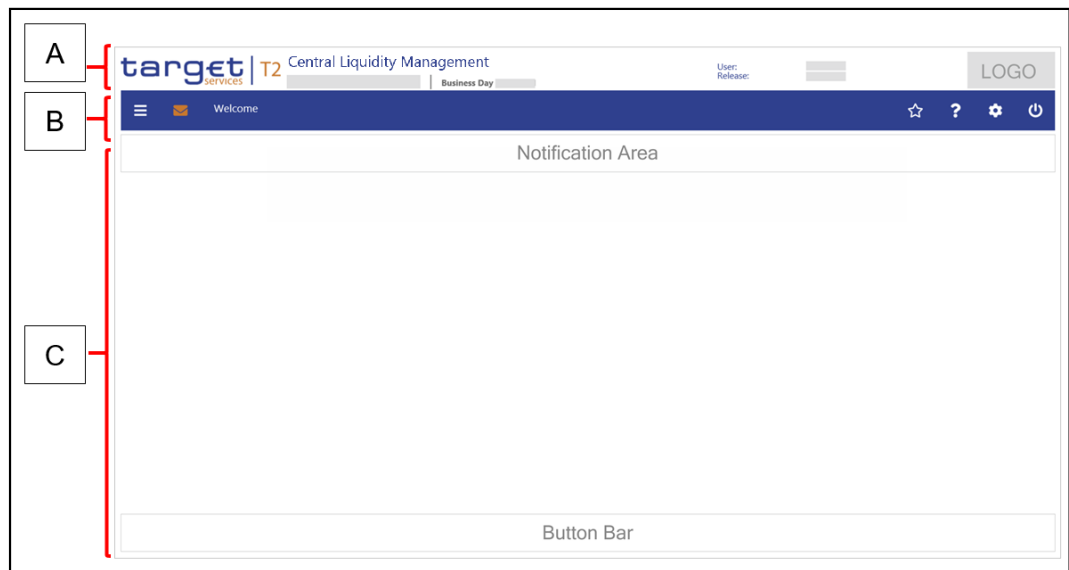 A
target services | T2 Central Liquidity Management
Business Day
User:
Release:
LOGO
B
Welcome
?
Notification Area
C
Button Bar